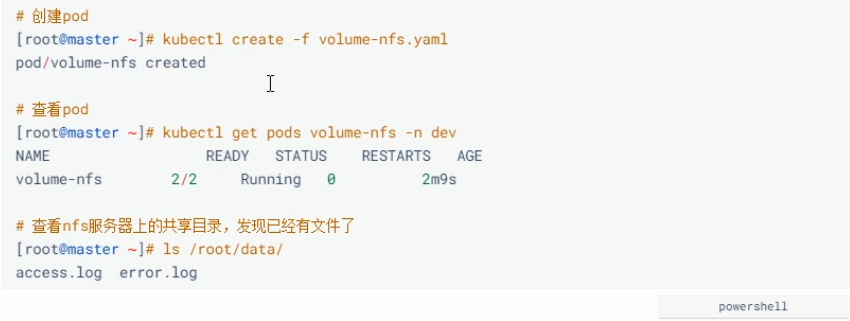 # 创建pod
[root@master ~]# kubectl create -f volume-nfs.yaml
pod/volume-nfs created
# 查看pod
[root@master ~]# kubectl get pods volume-nfs -n dev
NAME                      READY   STATUS    RESTARTS   AGE
volume-nfs        2/2     Running   0          2m9s
# 查看nfs服务器上的共享目录，发现已经有文件了
[root@master ~]# ls /root/data/
access.log  error.log
powershell